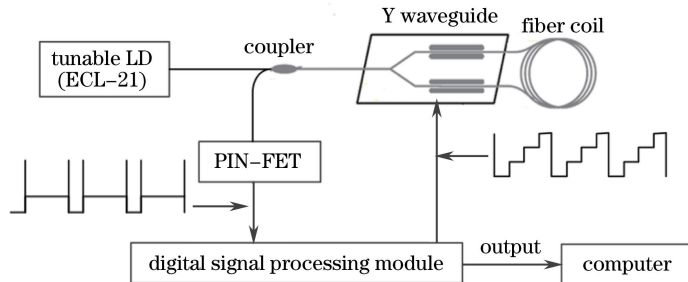 Y waveguide
fiber coil
coupler
tunable LD
(ECL−21)
PIN−FET
output
digital signal processing module
computer